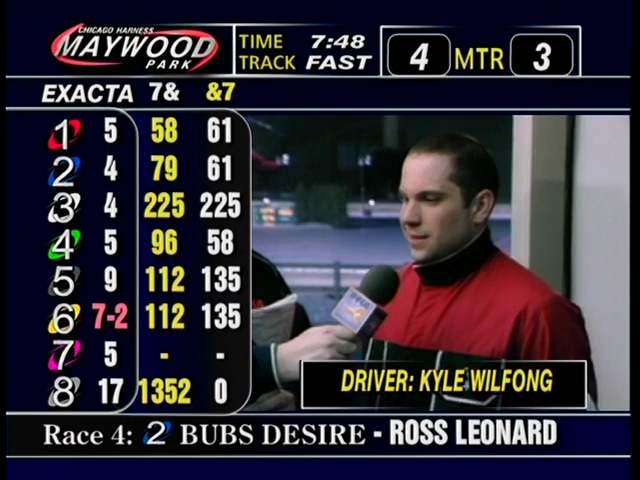 CHICAGO HARNESS
MAYWOOD
PARK
TIME 7:48
TRACK FAST
4 MTR 3
EXACTA 7& &7
1 5 58 61
2 4 79 61
3 4 225 225
4 5 96 58
5 9 112 135
6 7-2 112 135
7 5 - -
8 17 1352 0
DRIVER: KYLE WILFONG
Race 4: 2 BUBS DESIRE - ROSS LEONARD